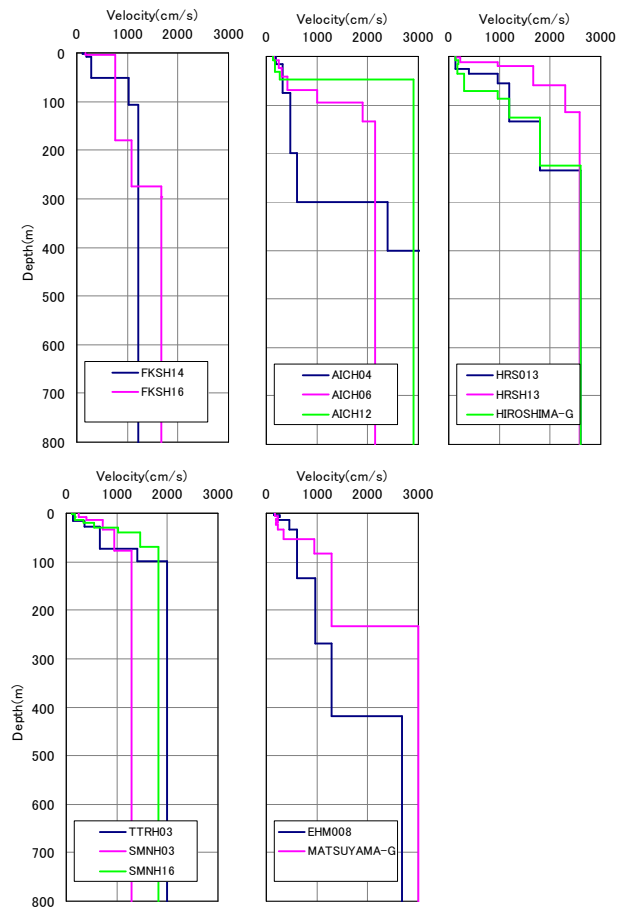 Velocity(cm/s)
0 1000 2000 3000
0
100
200
300
400
500
600
700
800
Depth(m)
FKSH14
FKSH16
Velocity(cm/s)
0 1000 2000 3000
AICH04
AICH06
AICH12
Velocity(cm/s)
0 1000 2000 3000
HRS013
HRSH13
HIROSHIMA-G
Velocity(cm/s)
0 1000 2000 3000
0
100
200
300
400
500
600
700
800
Depth(m)
TTRH03
SMNH03
SMNH16
Velocity(cm/s)
0 1000 2000 3000
EHM008
MATSUYAMA-G